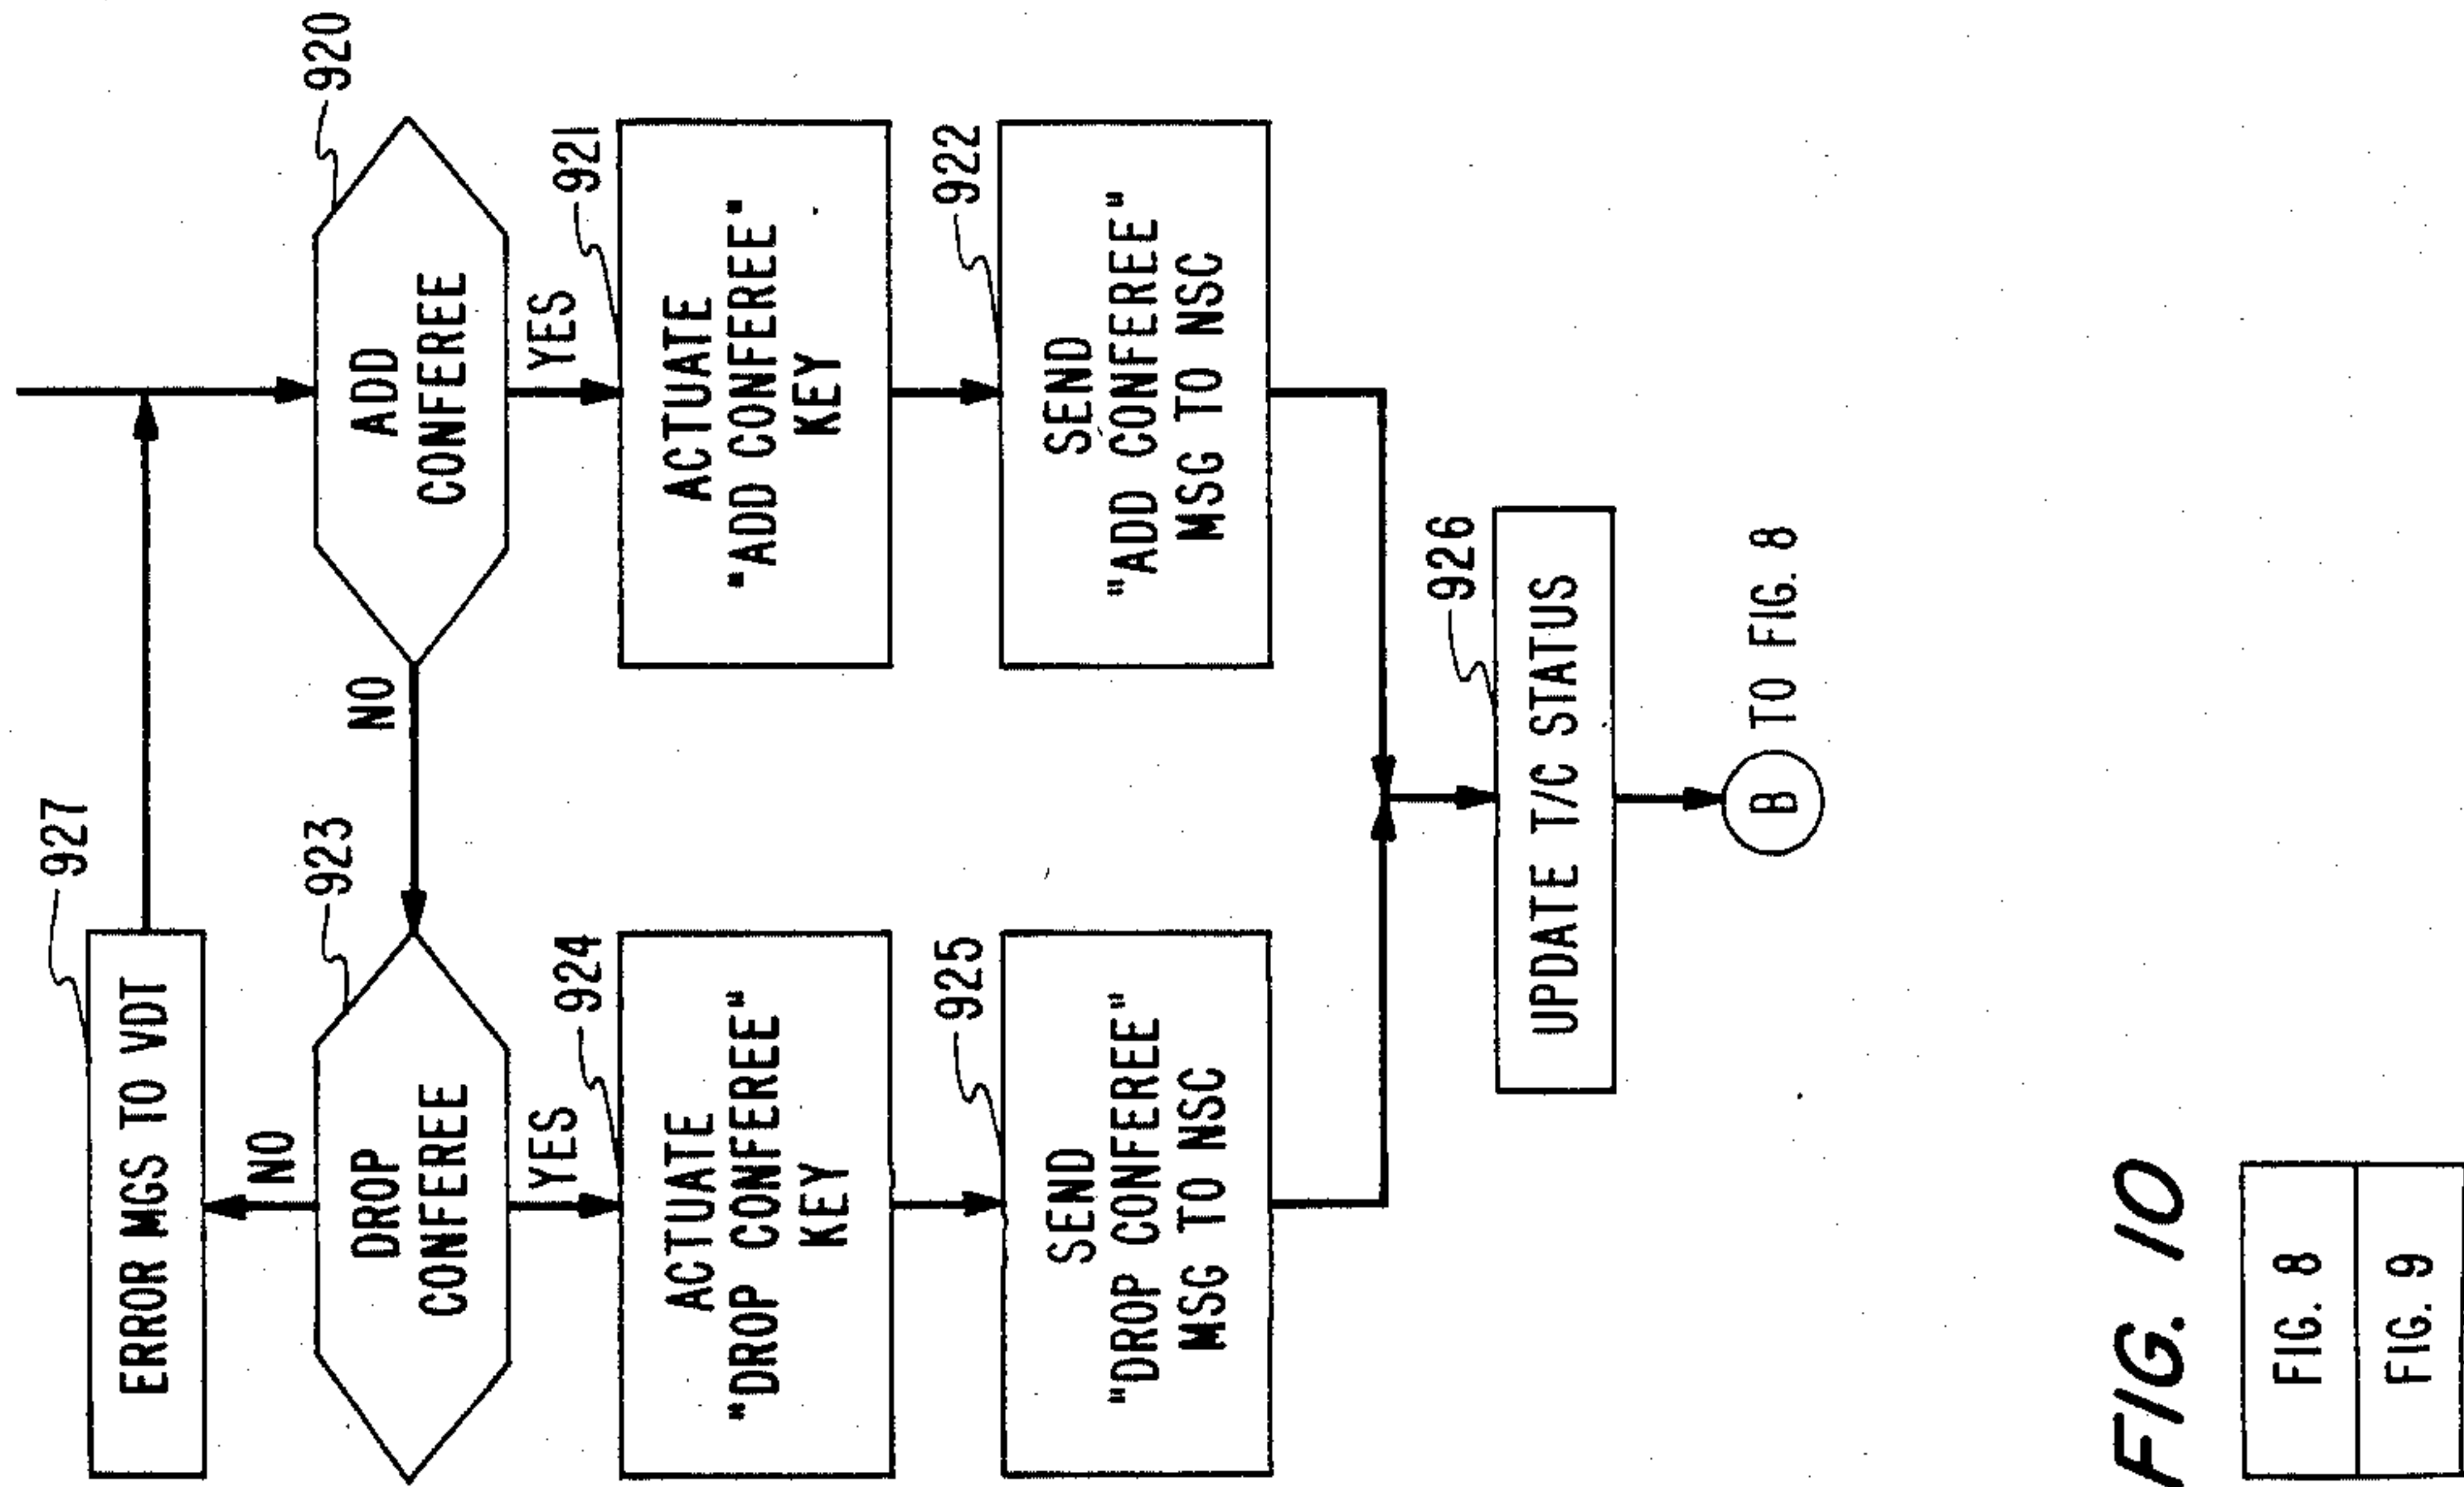 927
ERROR MGS TO VDT
NO
923
DROP
CONFEREE
YES
924
ACTUATE
"DROP CONFEREE"
KEY
925
SEND
"DROP CONFEREE"
MSG TO NSC
920
ADD
CONFEREE
NO
YES
921
ACTUATE
"ADD CONFEREE"
KEY
922
SEND
"ADD CONFEREE"
MSG TO NSC
926
UPDATE T/C STATUS
B TO FIG. 8
FIG. 10
FIG. 8
FIG. 9